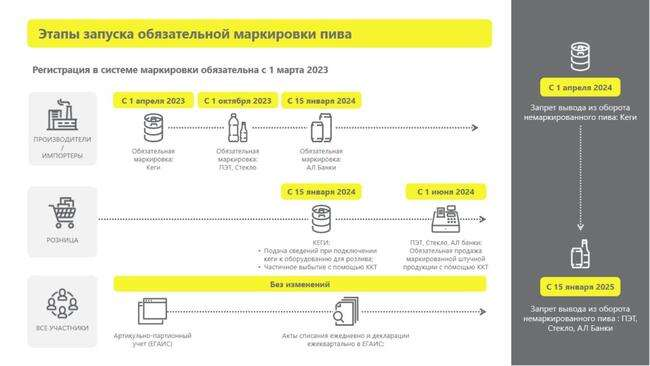 Этапы запуска обязательной маркировки пива
Регистрация в системе маркировки обязательна с 1 марта 2023
ПРОИЗВОДИТЕЛИ
/
ИМПОРТЕРЫ
С 1 апреля 2023
Обязательная
маркировка:
Кеги
С 1 октября 2023
Обязательная
маркировка:
ПЭТ, Стекло
С 15 января 2024
Обязательная
маркировка:
АЛ Банки
РОЗНИЦА
С 15 января 2024
КЕГИ:
• Подача сведений при подключении
кеги к оборудованию для розлива;
• Частичное выбытие с помощью ККТ
С 1 июня 2024
ПЭТ, Стекло, АЛ банки:
Обязательная продажа
маркированной штучной
продукции с помощью ККТ
ВСЕ УЧАСТНИКИ
Без изменений
Артикульно-партионный
учет (ЕГАИС)
Акты списания ежедневно и декларации
ежеквартально в ЕГАИС;
С 1 апреля 2024
Запрет вывода из оборота
немаркированного пива: Кеги
С 15 января 2025
Запрет вывода из оборота
немаркированного пива : ПЭТ,
Стекло, АЛ Банки